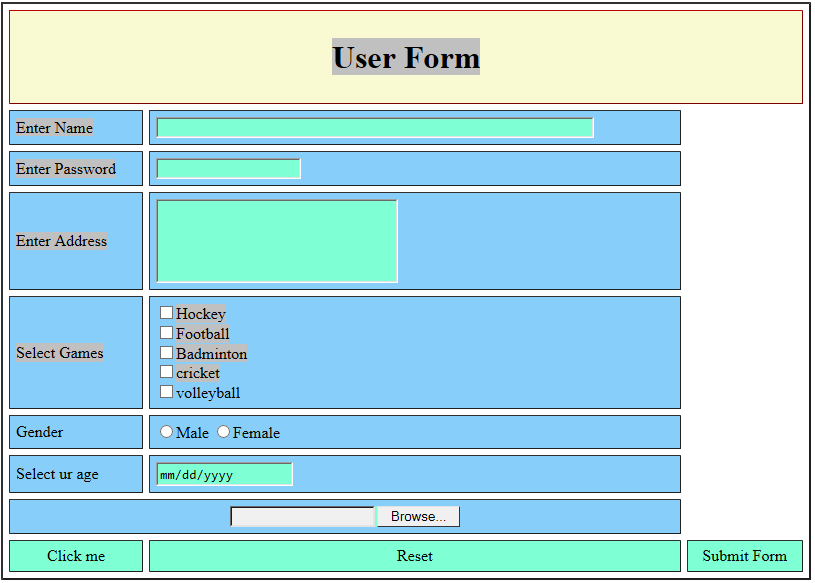 User Form
Enter Name
Enter Password
Enter Address
Select Games
Hockey
Football
Badminton
cricket
volleyball
Gender
Male Female
Select ur age
mm/dd/yyyy
Browse...
Click me Reset Submit Form